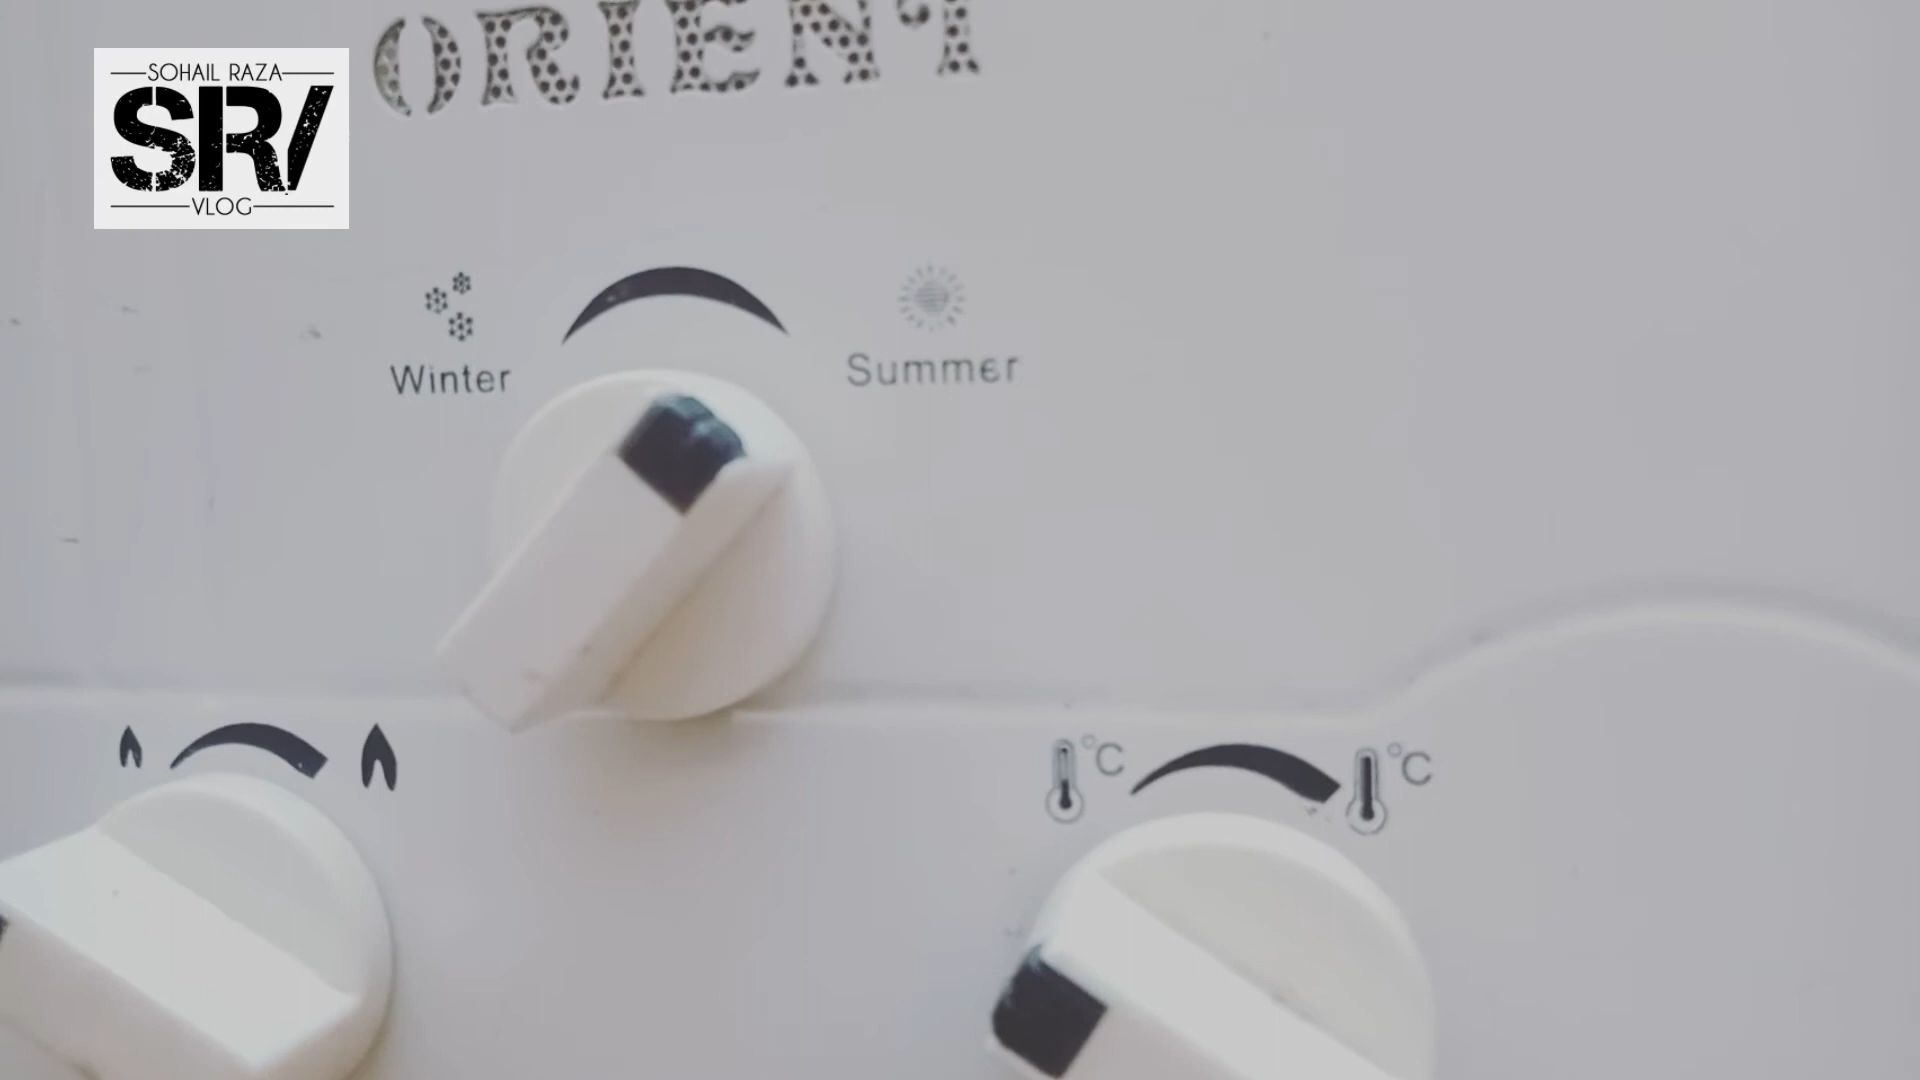 ORIENT
SOHAIL RAZA
SRV
VLOG
Winter
Summer
°C
°C